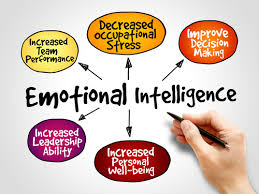 Increased
Team
Performance
Decreased
Occupational
Stress
Improve
Decision
Making
Emotional Intelligence
Increased
Leadership
Ability
Increased
Personal
Well-being